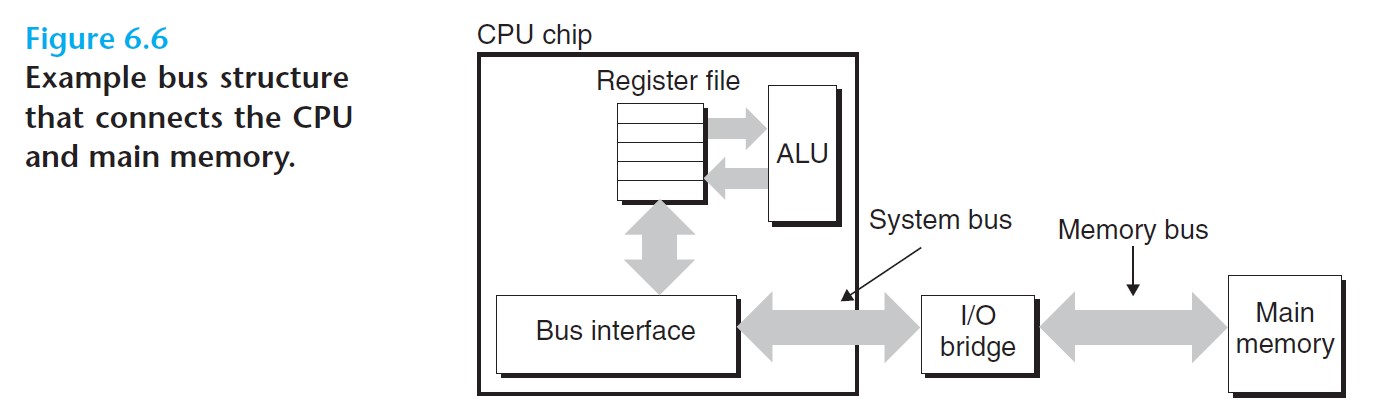 Figure 6.6
Example bus structure
that connects the CPU
and main memory.
CPU chip
Register file
ALU
System bus
Memory bus
Bus interface
I/O
bridge
Main
memory